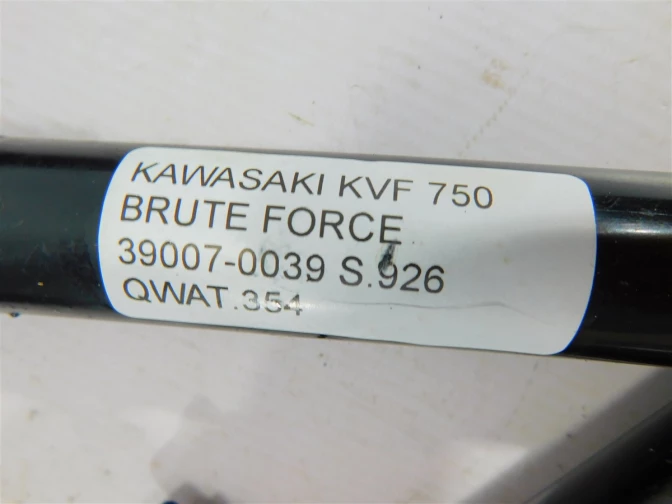 KAWASAKI KVF 750
BRUTE FORCE
39007-0039 S.926
QWAT.354